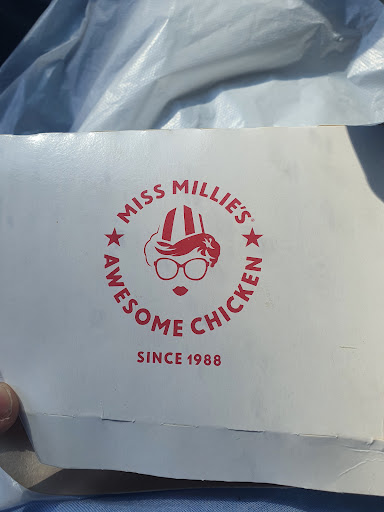 MISS MILLIE'S®
★ AWESOME CHICKEN ★
SINCE 1988